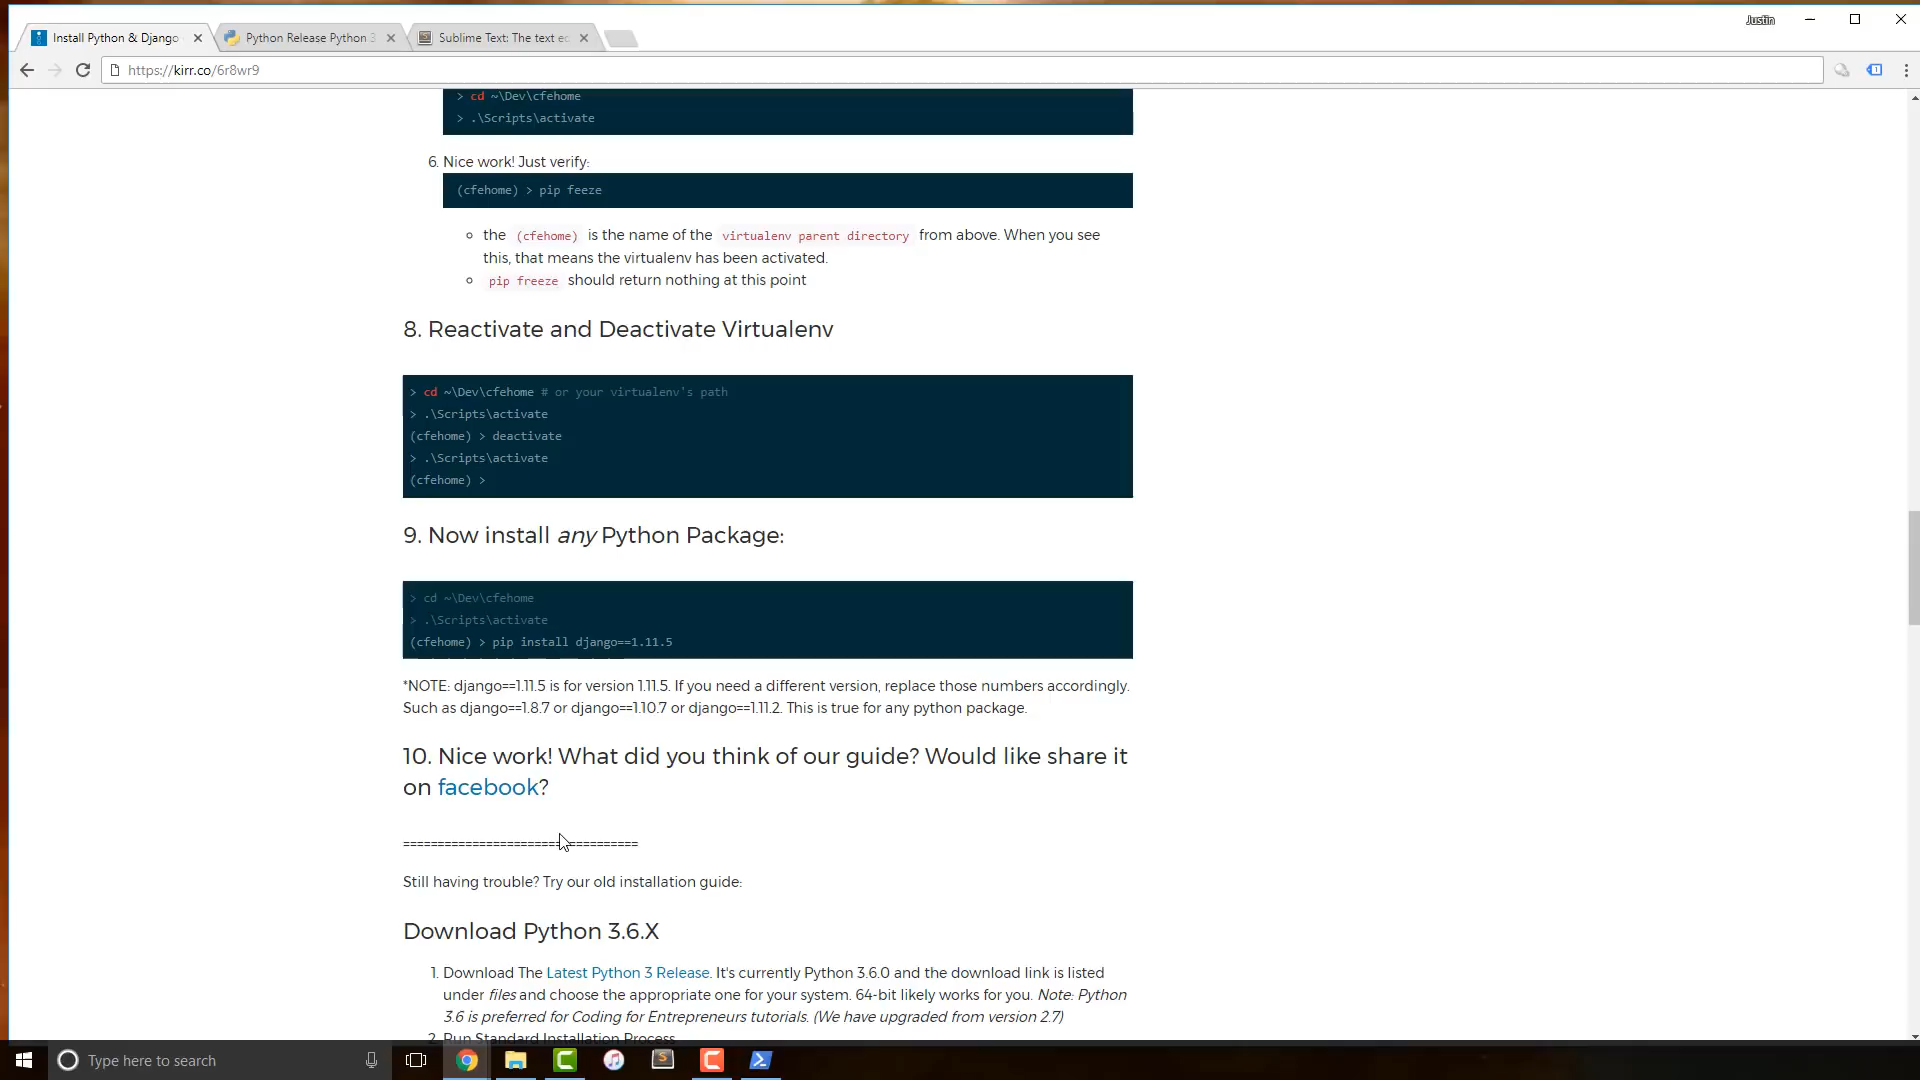 Justin
Install Python & Django
Python Release Python 3
Sublime Text: The text ed
https://kirr.co/6r8wr9
> cd ~\Dev\cfehome
> .\Scripts\activate
6. Nice work! Just verify:
(cfehome) > pip feeze
the (cfehome) is the name of the virtualenv parent directory from above. When you see
this, that means the virtualenv has been activated.
pip freeze should return nothing at this point
8. Reactivate and Deactivate Virtualenv
> cd ~\Dev\cfehome # or your virtualenv's path
> .\Scripts\activate
(cfehome) > deactivate
> .\Scripts\activate
(cfehome) >
9. Now install any Python Package:
> cd ~\Dev\cfehome
> .\Scripts\activate
(cfehome) > pip install django==1.11.5
*NOTE: django==1.11.5 is for version 1.11.5. If you need a different version, replace those numbers accordingly.
Such as django==1.8.7 or django==1.10.7 or django==1.11.2. This is true for any python package.
10. Nice work! What did you think of our guide? Would like share it
on facebook?
==================================
Still having trouble? Try our old installation guide:
Download Python 3.6.X
1. Download The Latest Python 3 Release. It's currently Python 3.6.0 and the download link is listed
under files and choose the appropriate one for your system. 64-bit likely works for you. Note: Python
3.6 is preferred for Coding for Entrepreneurs tutorials. (We have upgraded from version 2.7)
2. Run Standard Installation Process
Type here to search